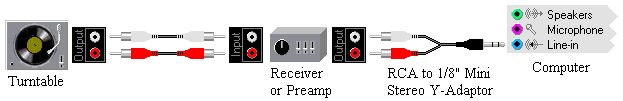 Output
Input
Output
Speakers
Microphone
Line-in
Turntable
Receiver
or Preamp
RCA to 1/8" Mini
Stereo Y-Adaptor
Computer